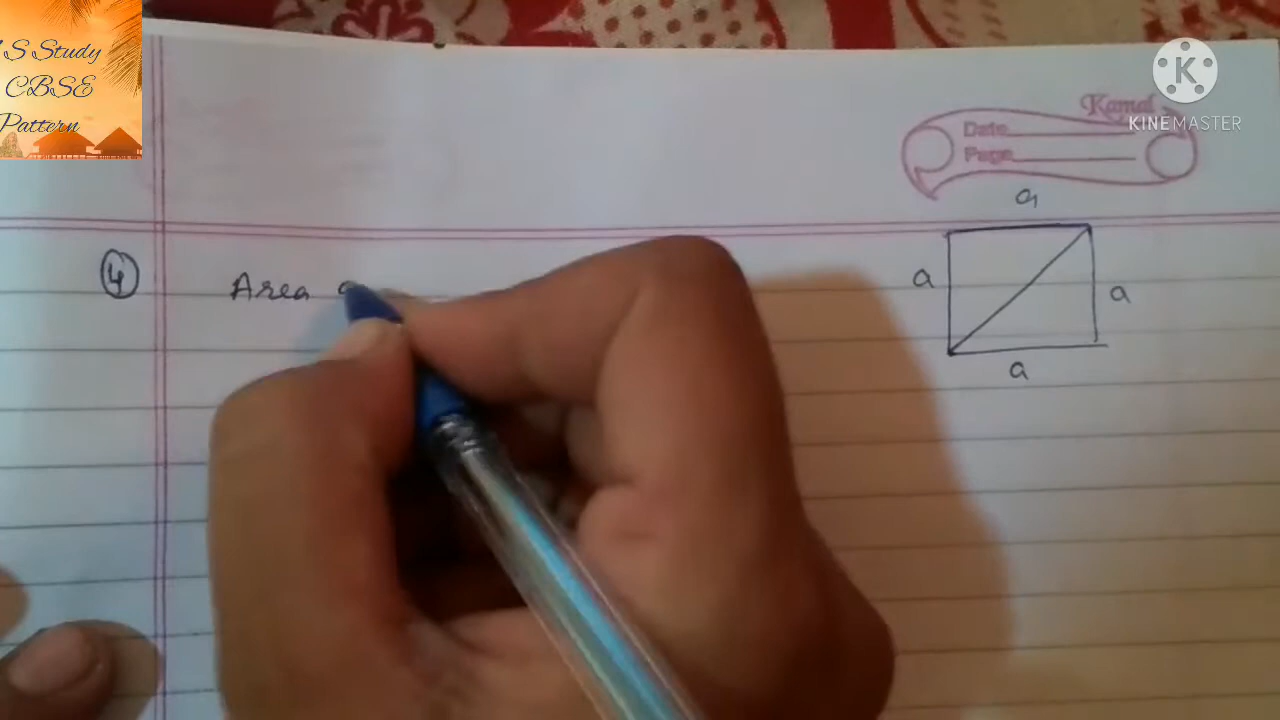 S Study
CBSE
Pattern
Kamal
KINEMASTER
Date
Page
a
④ Area
a
a
a